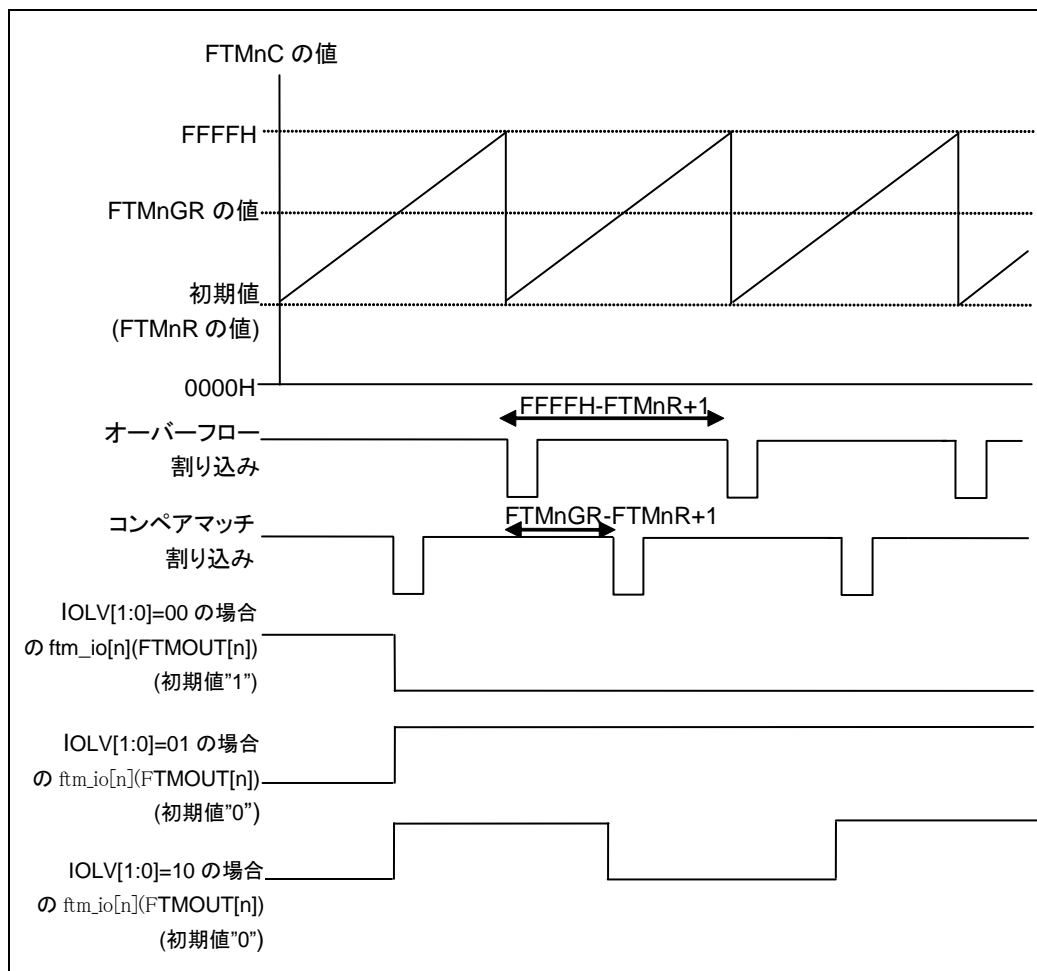 FTMnC の値
FFFFH
FTMnGR の値
初期値
(FTMnR の値)
0000H
FFFFH-FTMnR+1
オーバーフロー
割り込み
FTMnGR-FTMnR+1
コンペアマッチ
割り込み
IOLV[1:0]=00 の場合
の ftm_io[n](FTMOUT[n])
(初期値”1”)
IOLV[1:0]=01 の場合
の ftm_io[n](FTMOUT[n])
(初期値”0”)
IOLV[1:0]=10 の場合
の ftm_io[n](FTMOUT[n])
(初期値”0”)